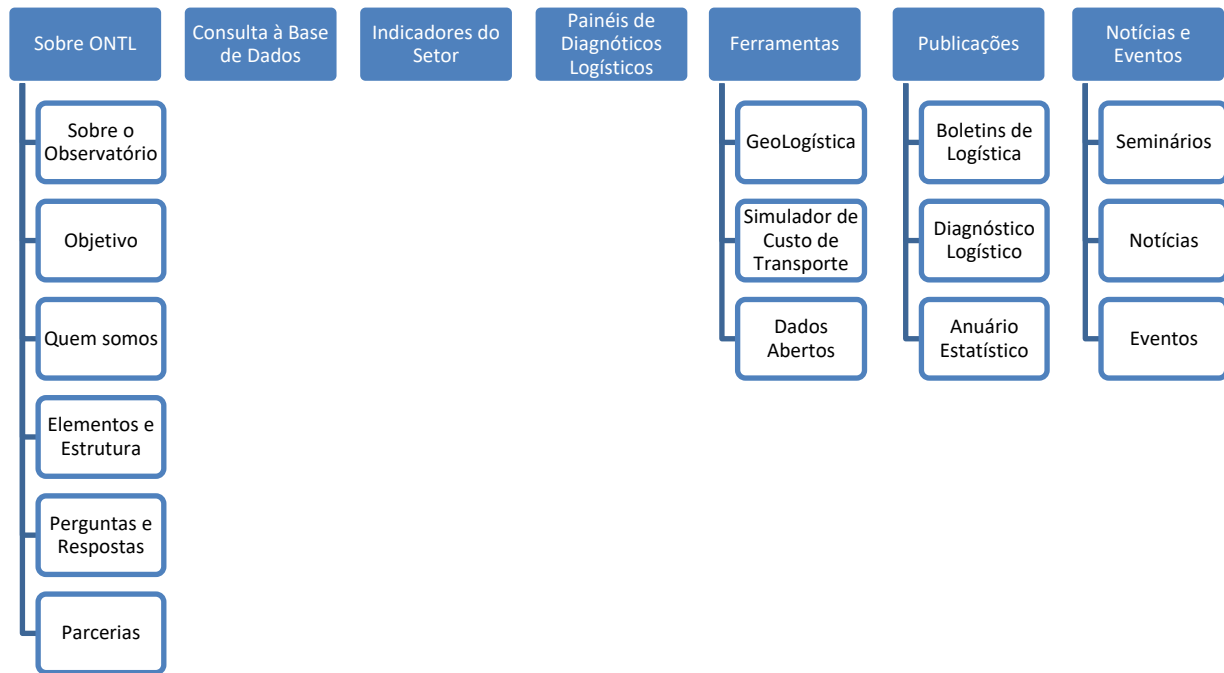 Sobre ONTL
Consulta à Base
de Dados
Indicadores do
Setor
Painéis de
Diagnóticos
Logísticos
Ferramentas
Publicações
Notícias e
Eventos
Sobre o
Observatório
Objetivo
Quem somos
Elementos e
Estrutura
Perguntas e
Respostas
Parcerias
GeoLogística
Simulador de
Custo de
Transporte
Dados
Abertos
Boletins de
Logística
Diagnóstico
Logístico
Anuário
Estatístico
Seminários
Notícias
Eventos